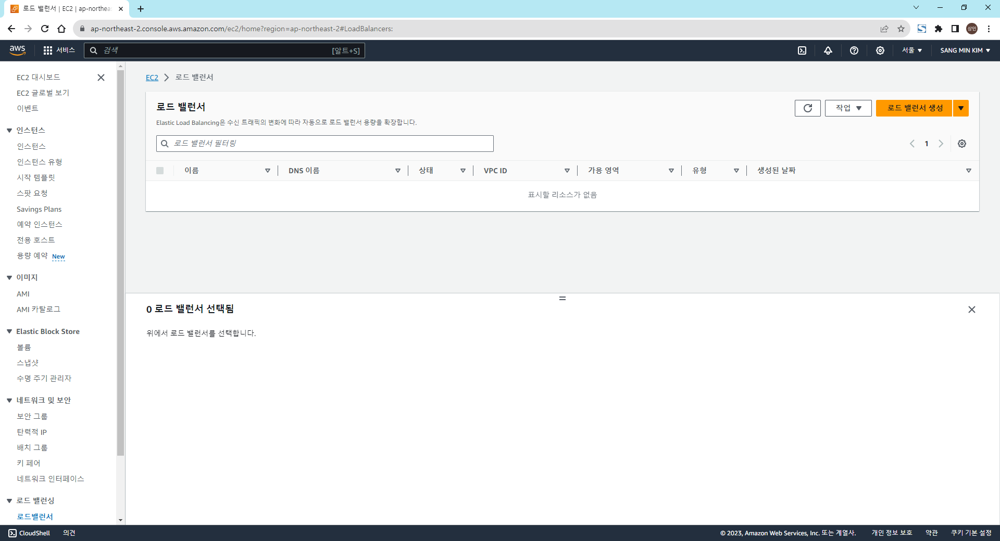 로드 밸런서 | EC2 | ap-northea
ap-northeast-2.console.aws.amazon.com/ec2/home?region=ap-northeast-2#LoadBalancers:
상민
aws
서비스
검색
[알트+S]
서울
SANG MIN KIM
EC2 대시보드
EC2 글로벌 보기
이벤트
인스턴스
인스턴스
인스턴스 유형
시작 템플릿
스팟 요청
Savings Plans
예약 인스턴스
전용 호스트
용량 예약 New
이미지
AMI
AMI 카탈로그
Elastic Block Store
볼륨
스냅샷
수명 주기 관리자
네트워크 및 보안
보안 그룹
탄력적 IP
배치 그룹
키 페어
네트워크 인터페이스
로드 밸런싱
로드밸런서
EC2 로드 밸런서
로드 밸런서
작업
로드 밸런서 생성
Elastic Load Balancing은 수신 트래픽의 변화에 따라 자동으로 로드 밸런서 용량을 확장합니다.
로드 밸런서 필터링
1
이름 DNS 이름 상태 VPC ID 가용 영역 유형 생성된 날짜
표시할 리소스가 없음
0 로드 밸런서 선택됨
위에서 로드 밸런서를 선택합니다.
CloudShell 의견
© 2023, Amazon Web Services, Inc. 또는 계열사. 개인 정보 보호 약관 쿠키 기본 설정